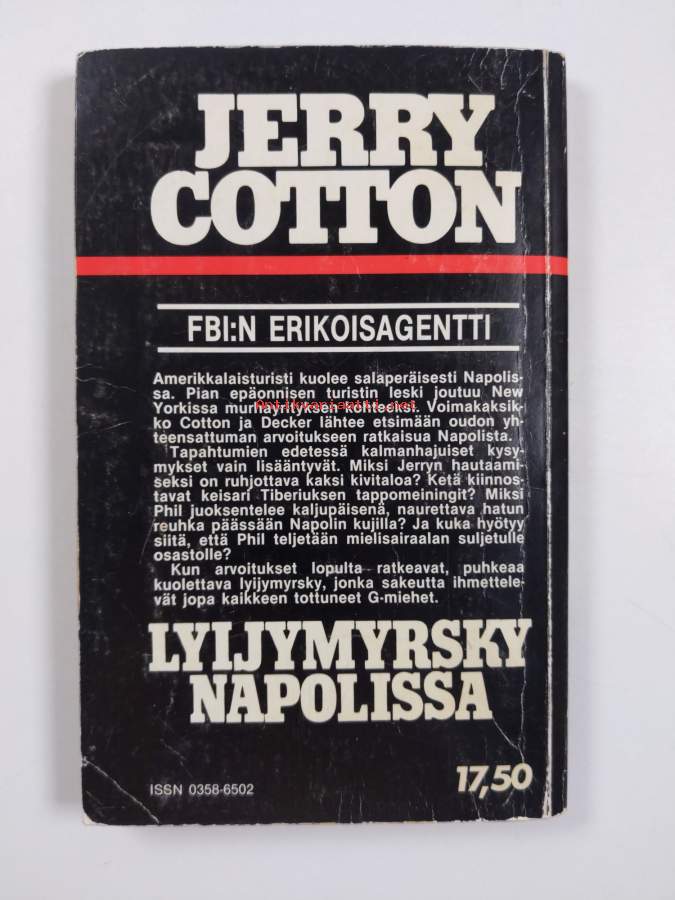 JERRY
COTTON
FBI:N ERIKOISAGENTTI
Amerikkalaisturisti kuolee salaperäisesti Napolis-
sa. Pian epäonnisen turistin leski joutuu New
Yorkissa murhayrityksen kohteeksi. Voimakaksik-
ko Cotton ja Decker lähtee etsimään oudon yh-
teensattuman arvoitukseen ratkaisua Napolista.
Tapahtumien edetessä kalmanhajuiset kysy-
mykset vain lisääntyvät. Miksi Jerryn hautaami-
seksi on ruhjottava kaksi kivitaloa? Ketä kiinnos-
tavat keisari Tiberiuksen tappomeiningit? Miksi
Phil juoksentelee kaljupäisenä, naurettava hatun
reuhka päässään Napolin kujilla? Ja kuka hyötyy
siitä, että Phil teljetään mielisairaalan suljetulle
osastolle?
Kun arvoitukset lopulta ratkeavat, puhkeaa
kuolettava lyijymyrsky, jonka sakeutta ihmettele-
vät jopa kaikkeen tottuneet G-miehet.
LYIJYMYRSKY
NAPOLISSA
ISSN 0358-6502
17,50